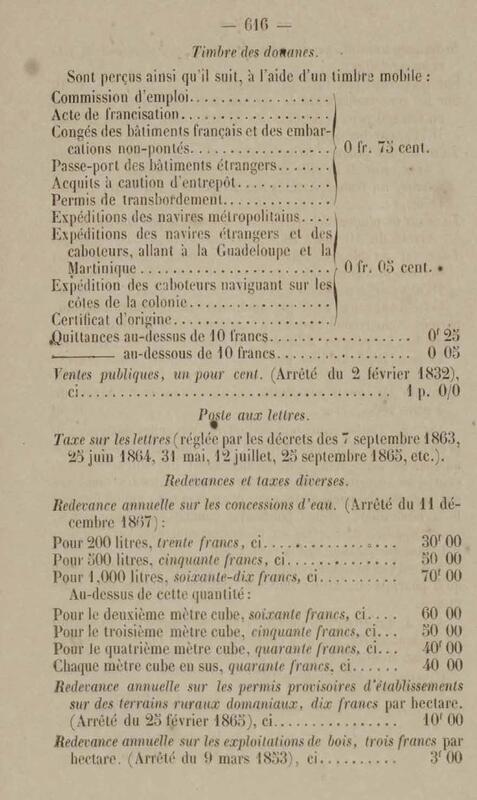 — 616 —
Timbre des douanes.
Sont perçus ainsi qu'il suit, à l'aide d'un timbre mobile :
Commission d'emploi
Acte de francisation
Congés des bâtiments français et des embar-
cations non-pontés
0 fr. 75 cent.
Passe-port des bâtiments étrangers
Acquits à caution d'entrepôt
Permis de transbordement
Expéditions des navires métropolitains
Expéditions des navires étrangers et des
caboteurs, allant à la Guadeloupe et la
Martinique
0 fr. 05 cent.
Expédition des caboteurs naviguant sur les
côtes de la colonie
Certificat d'origine
Quittances au-dessus de 10 francs 0f 25
——— au-dessous de 10 francs 0 05
Ventes publiques, un pour cent. (Arrêté du 2 février 1832),
ci 1 p. 0/0
Poste aux lettres.
Taxe sur les lettres (réglée par les décrets des 7 septembre 1863,
25 juin 1864, 31 mai, 12 juillet, 25 septembre 1865, etc.).
Redevances et taxes diverses.
Redevance annuelle sur les concessions d'eau. (Arrêté du 11 dé-
cembre 1867) :
Pour 200 litres, trente francs, ci 30f 00
Pour 500 litres, cinquante francs, ci 50 00
Pour 1,000 litres, soixante-dix francs, ci 70f 00
Au-dessus de cette quantité :
Pour le deuxième mètre cube, soixante francs, ci 60 00
Pour le troisième mètre cube, cinquante francs, ci 50 00
Pour le quatrième mètre cube, quarante francs, ci 40f 00
Chaque mètre cube en sus, quarante francs, ci 40 00
Redevance annuelle sur les permis provisoires d'établissements
sur des terrains ruraux domaniaux, dix francs par hectare.
(Arrêté du 25 février 1865), ci 10f 00
Redevance annuelle sur les exploitations de bois, trois francs par
hectare. (Arrêté du 9 mars 1853), ci 3f 00